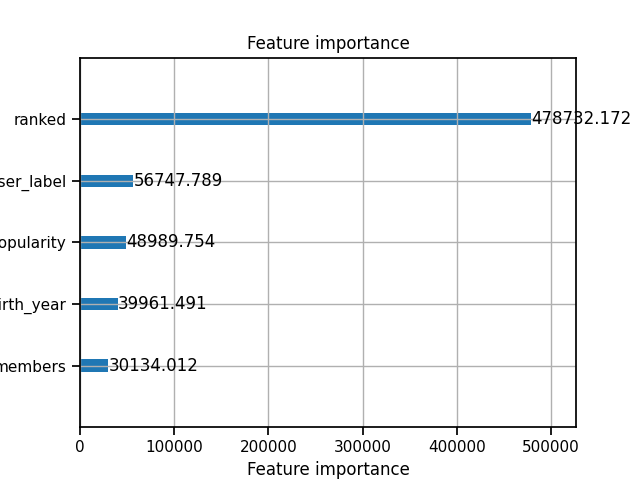 Feature importance
ranked 478732.172
ser_label 56747.789
opularity 48989.754
irth_year 39961.491
members 30134.012
0 100000 200000 300000 400000 500000
Feature importance